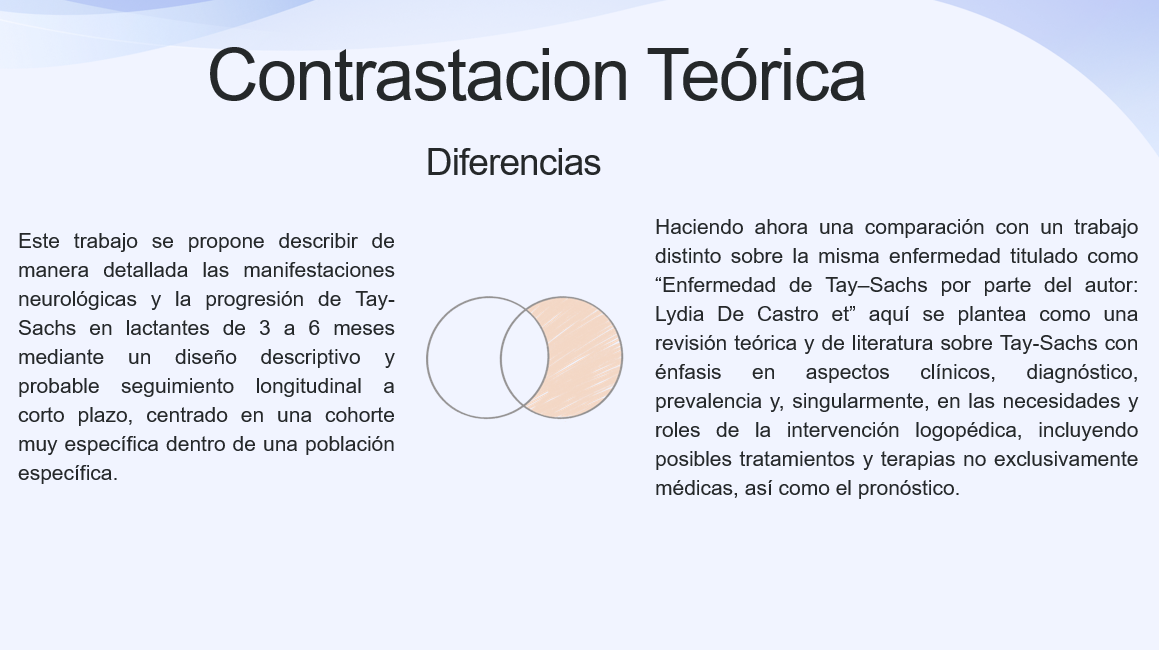 Contrastacion Teórica
Diferencias
Este trabajo se propone describir de
manera detallada las manifestaciones
neurológicas y la progresión de Tay-
Sachs en lactantes de 3 a 6 meses
mediante un diseño descriptivo y
probable seguimiento longitudinal a
corto plazo, centrado en una cohorte
muy específica dentro de una población
específica.
Haciendo ahora una comparación con un trabajo
distinto sobre la misma enfermedad titulado como
“Enfermedad de Tay–Sachs por parte del autor:
Lydia De Castro et” aquí se plantea como una
revisión teórica y de literatura sobre Tay-Sachs con
énfasis en aspectos clínicos, diagnóstico,
prevalencia y, singularmente, en las necesidades y
roles de la intervención logopédica, incluyendo
posibles tratamientos y terapias no exclusivamente
médicas, así como el pronóstico.